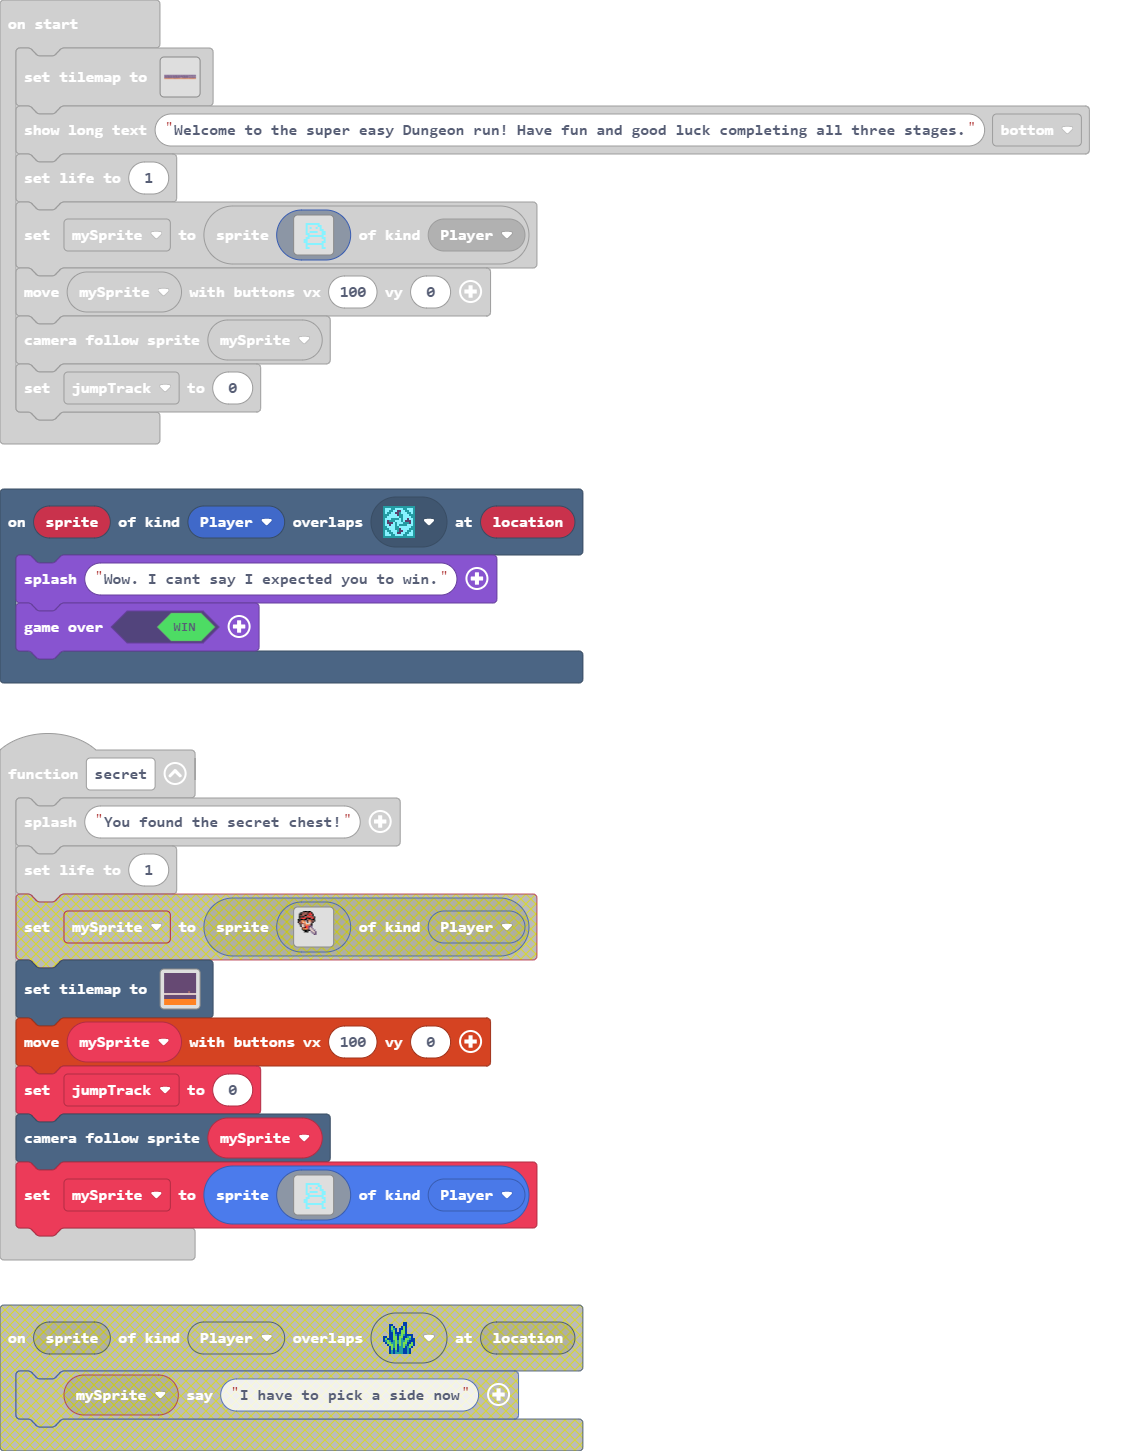 on start
set tilemap to
show long text "Welcome to the super easy Dungeon run! Have fun and good luck completing all three stages." bottom
set life to 1
set mySprite to sprite of kind Player
move mySprite with buttons vx 100 vy 0
camera follow sprite mySprite
set jumpTrack to 0
on sprite of kind Player overlaps at location
splash "Wow. I cant say I expected you to win."
game over WIN
function secret
splash "You found the secret chest!"
set life to 1
set mySprite to sprite of kind Player
set tilemap to
move mySprite with buttons vx 100 vy 0
set jumpTrack to 0
camera follow sprite mySprite
set mySprite to sprite of kind Player
on sprite of kind Player overlaps at location
mySprite say "I have to pick a side now"